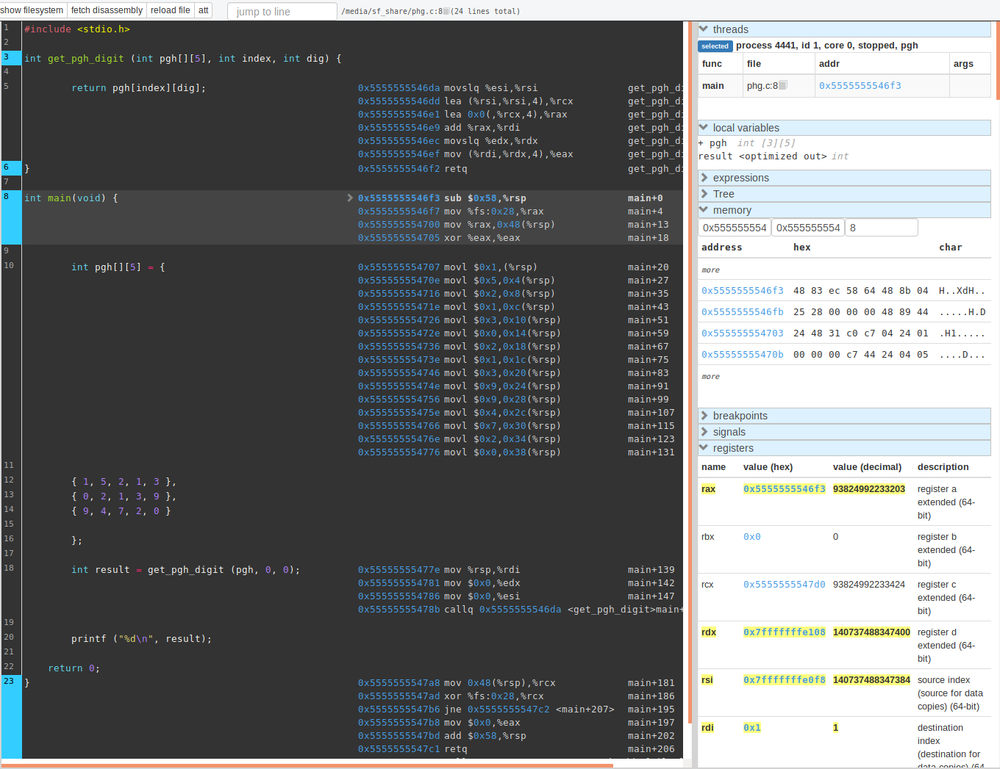 show filesystem fetch disassembly reload file att jump to line /media/sf_share/phg.c:8 (24 lines total)
1 #include <stdio.h>
2
3 int get_pgh_digit (int pgh[][5], int index, int dig) {
4
5 return pgh[index][dig]; 0x5555555546da movslq %esi,%rsi get_pgh_di
0x5555555546dd lea (%rsi,%rsi,4),%rcx get_pgh_di
0x5555555546e1 lea 0x0(,%rcx,4),%rax get_pgh_di
0x5555555546e9 add %rax,%rdi get_pgh_di
0x5555555546ec movslq %edx,%rdx get_pgh_di
0x5555555546ef mov (%rdi,%rdx,4),%eax get_pgh_di
6 } 0x5555555546f2 retq get_pgh_di
7
8 int main(void) { 0x5555555546f3 sub $0x58,%rsp main+0
0x5555555546f7 mov %fs:0x28,%rax main+4
0x555555554700 mov %rax,0x48(%rsp) main+13
0x555555554705 xor %eax,%eax main+18
9
10 int pgh[][5] = { 0x555555554707 movl $0x1,(%rsp) main+20
0x55555555470e movl $0x5,0x4(%rsp) main+27
0x555555554716 movl $0x2,0x8(%rsp) main+35
0x55555555471e movl $0x1,0xc(%rsp) main+43
0x555555554726 movl $0x3,0x10(%rsp) main+51
0x55555555472e movl $0x0,0x14(%rsp) main+59
0x555555554736 movl $0x2,0x18(%rsp) main+67
0x55555555473e movl $0x1,0x1c(%rsp) main+75
0x555555554746 movl $0x3,0x20(%rsp) main+83
0x55555555474e movl $0x9,0x24(%rsp) main+91
0x555555554756 movl $0x9,0x28(%rsp) main+99
0x55555555475e movl $0x4,0x2c(%rsp) main+107
0x555555554766 movl $0x7,0x30(%rsp) main+115
0x55555555476e movl $0x2,0x34(%rsp) main+123
0x555555554776 movl $0x0,0x38(%rsp) main+131
11
12 { 1, 5, 2, 1, 3 },
13 { 0, 2, 1, 3, 9 },
14 { 9, 4, 7, 2, 0 }
15
16 };
17
18 int result = get_pgh_digit (pgh, 0, 0); 0x55555555477e mov %rsp,%rdi main+139
0x555555554781 mov $0x0,%edx main+142
0x555555554786 mov $0x0,%esi main+147
0x55555555478b callq 0x5555555546da <get_pgh_digit>main+
19
20 printf ("%d\n", result);
21
22 return 0;
23 } 0x5555555547a8 mov 0x48(%rsp),%rcx main+181
0x5555555547ad xor %fs:0x28,%rcx main+186
0x5555555547b6 jne 0x5555555547c2 <main+207> main+195
0x5555555547b8 mov $0x0,%eax main+197
0x5555555547bd add $0x58,%rsp main+202
0x5555555547c1 retq main+206
threads
selected process 4441, id 1, core 0, stopped, pgh
func file addr args
main phg.c:8 0x5555555546f3
local variables
+ pgh int [3][5]
result <optimized out> int
expressions
Tree
memory
0x555555554 0x555555554 8
address hex char
more
0x5555555546f3 48 83 ec 58 64 48 8b 04 H..XdH..
0x5555555546fb 25 28 00 00 00 48 89 44 .....H.D
0x555555554703 24 48 31 c0 c7 04 24 01 .H1.....
0x55555555470b 00 00 00 c7 44 24 04 05 ....D...
more
breakpoints
signals
registers
name value (hex) value (decimal) description
rax 0x5555555546f3 93824992233203 register a
extended (64-
bit)
rbx 0x0 0 register b
extended (64-
bit)
rcx 0x5555555547d0 93824992233424 register c
extended (64-
bit)
rdx 0x7fffffffe108 140737488347400 register d
extended (64-
bit)
rsi 0x7fffffffe0f8 140737488347384 source index
(source for data
copies) (64-bit)
rdi 0x1 1 destination
index
(destination for
data copies) (64